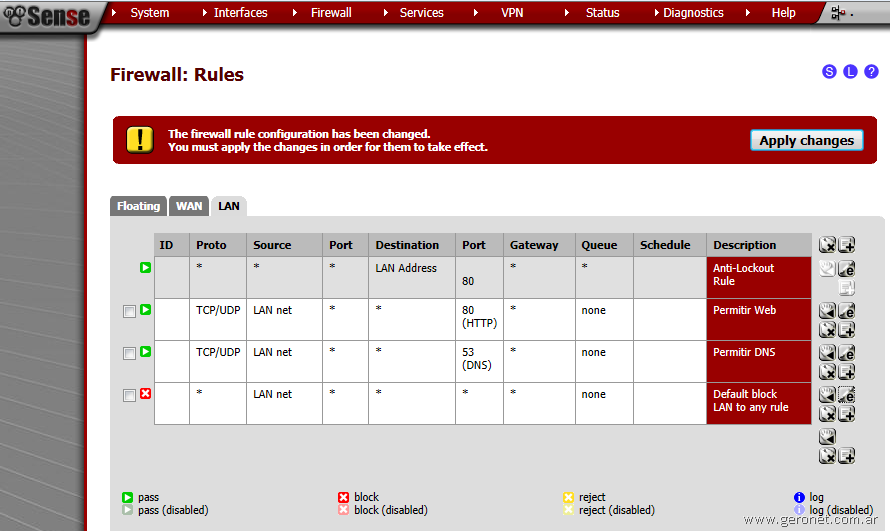 Sense
System Interfaces Firewall Services VPN Status Diagnostics Help .
Firewall: Rules
S L ?
The firewall rule configuration has been changed.
You must apply the changes in order for them to take effect.
Apply changes
Floating WAN LAN
ID Proto Source Port Destination Port Gateway Queue Schedule Description
* * * LAN Address * * Anti-Lockout
80 Rule
TCP/UDP LAN net * * 80 * none Permitir Web
(HTTP)
TCP/UDP LAN net * * 53 * none Permitir DNS
(DNS)
* LAN net * * * * none Default block
LAN to any rule
pass block reject log
pass (disabled) block (disabled) reject (disabled) log (disabled)
www.geronet.com.ar